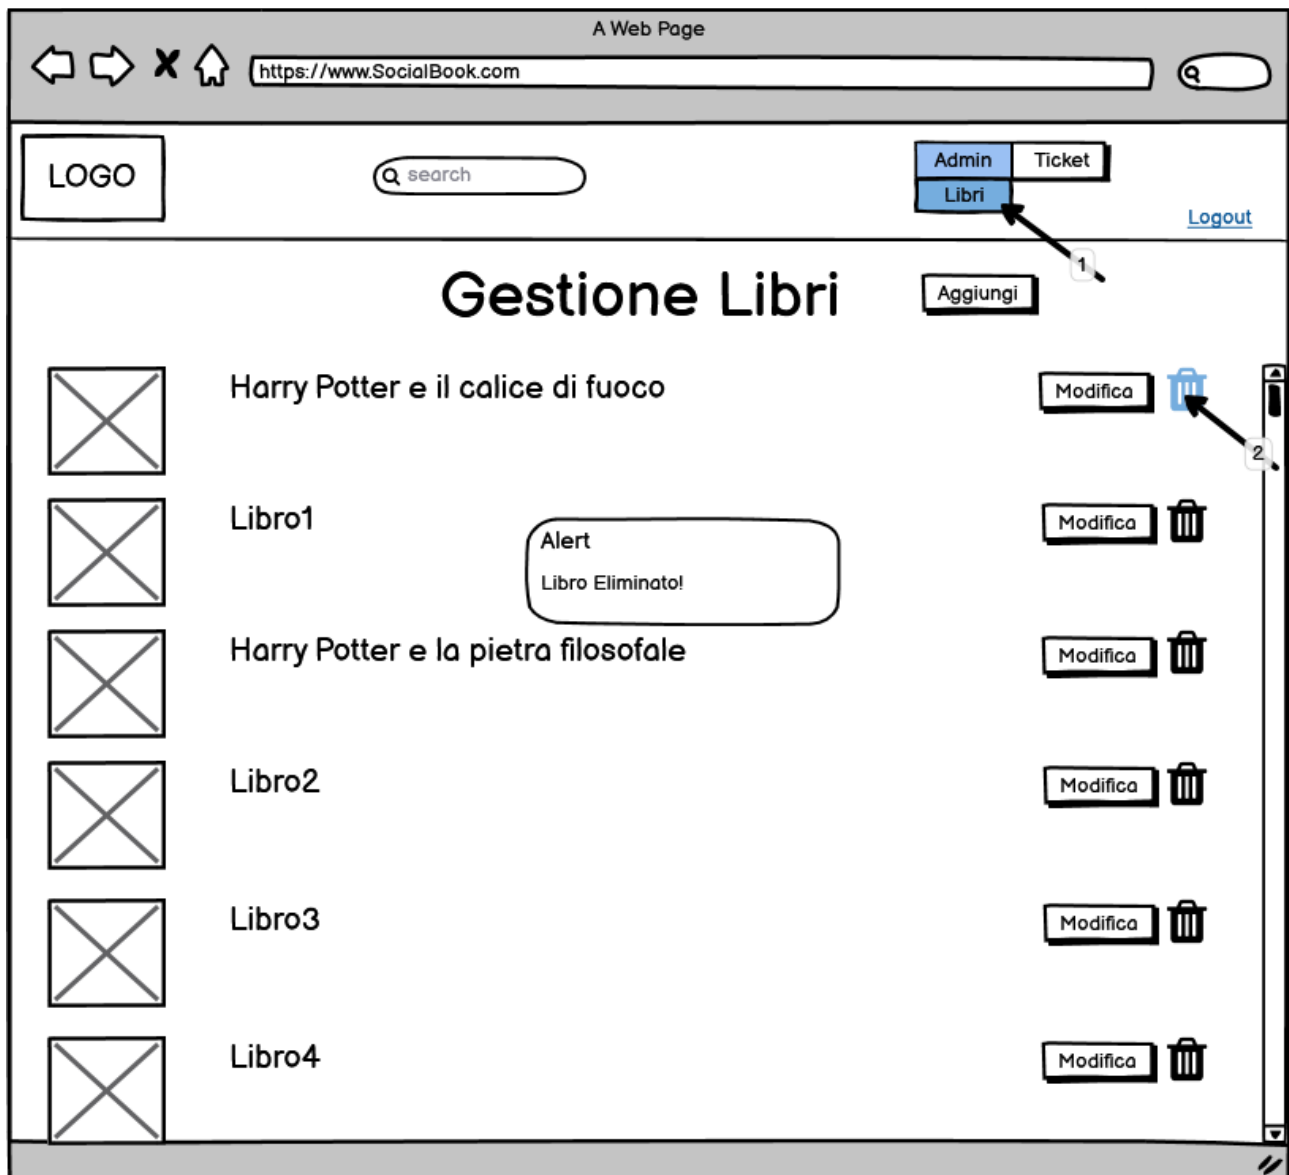 A Web Page
https://www.SocialBook.com
LOGO
search
Admin Ticket
Libri
Logout
1
Gestione Libri
Aggiungi
Harry Potter e il calice di fuoco
Modifica
2
Libro1
Modifica
Alert
Libro Eliminato!
Harry Potter e la pietra filosofale
Modifica
Libro2
Modifica
Libro3
Modifica
Libro4
Modifica